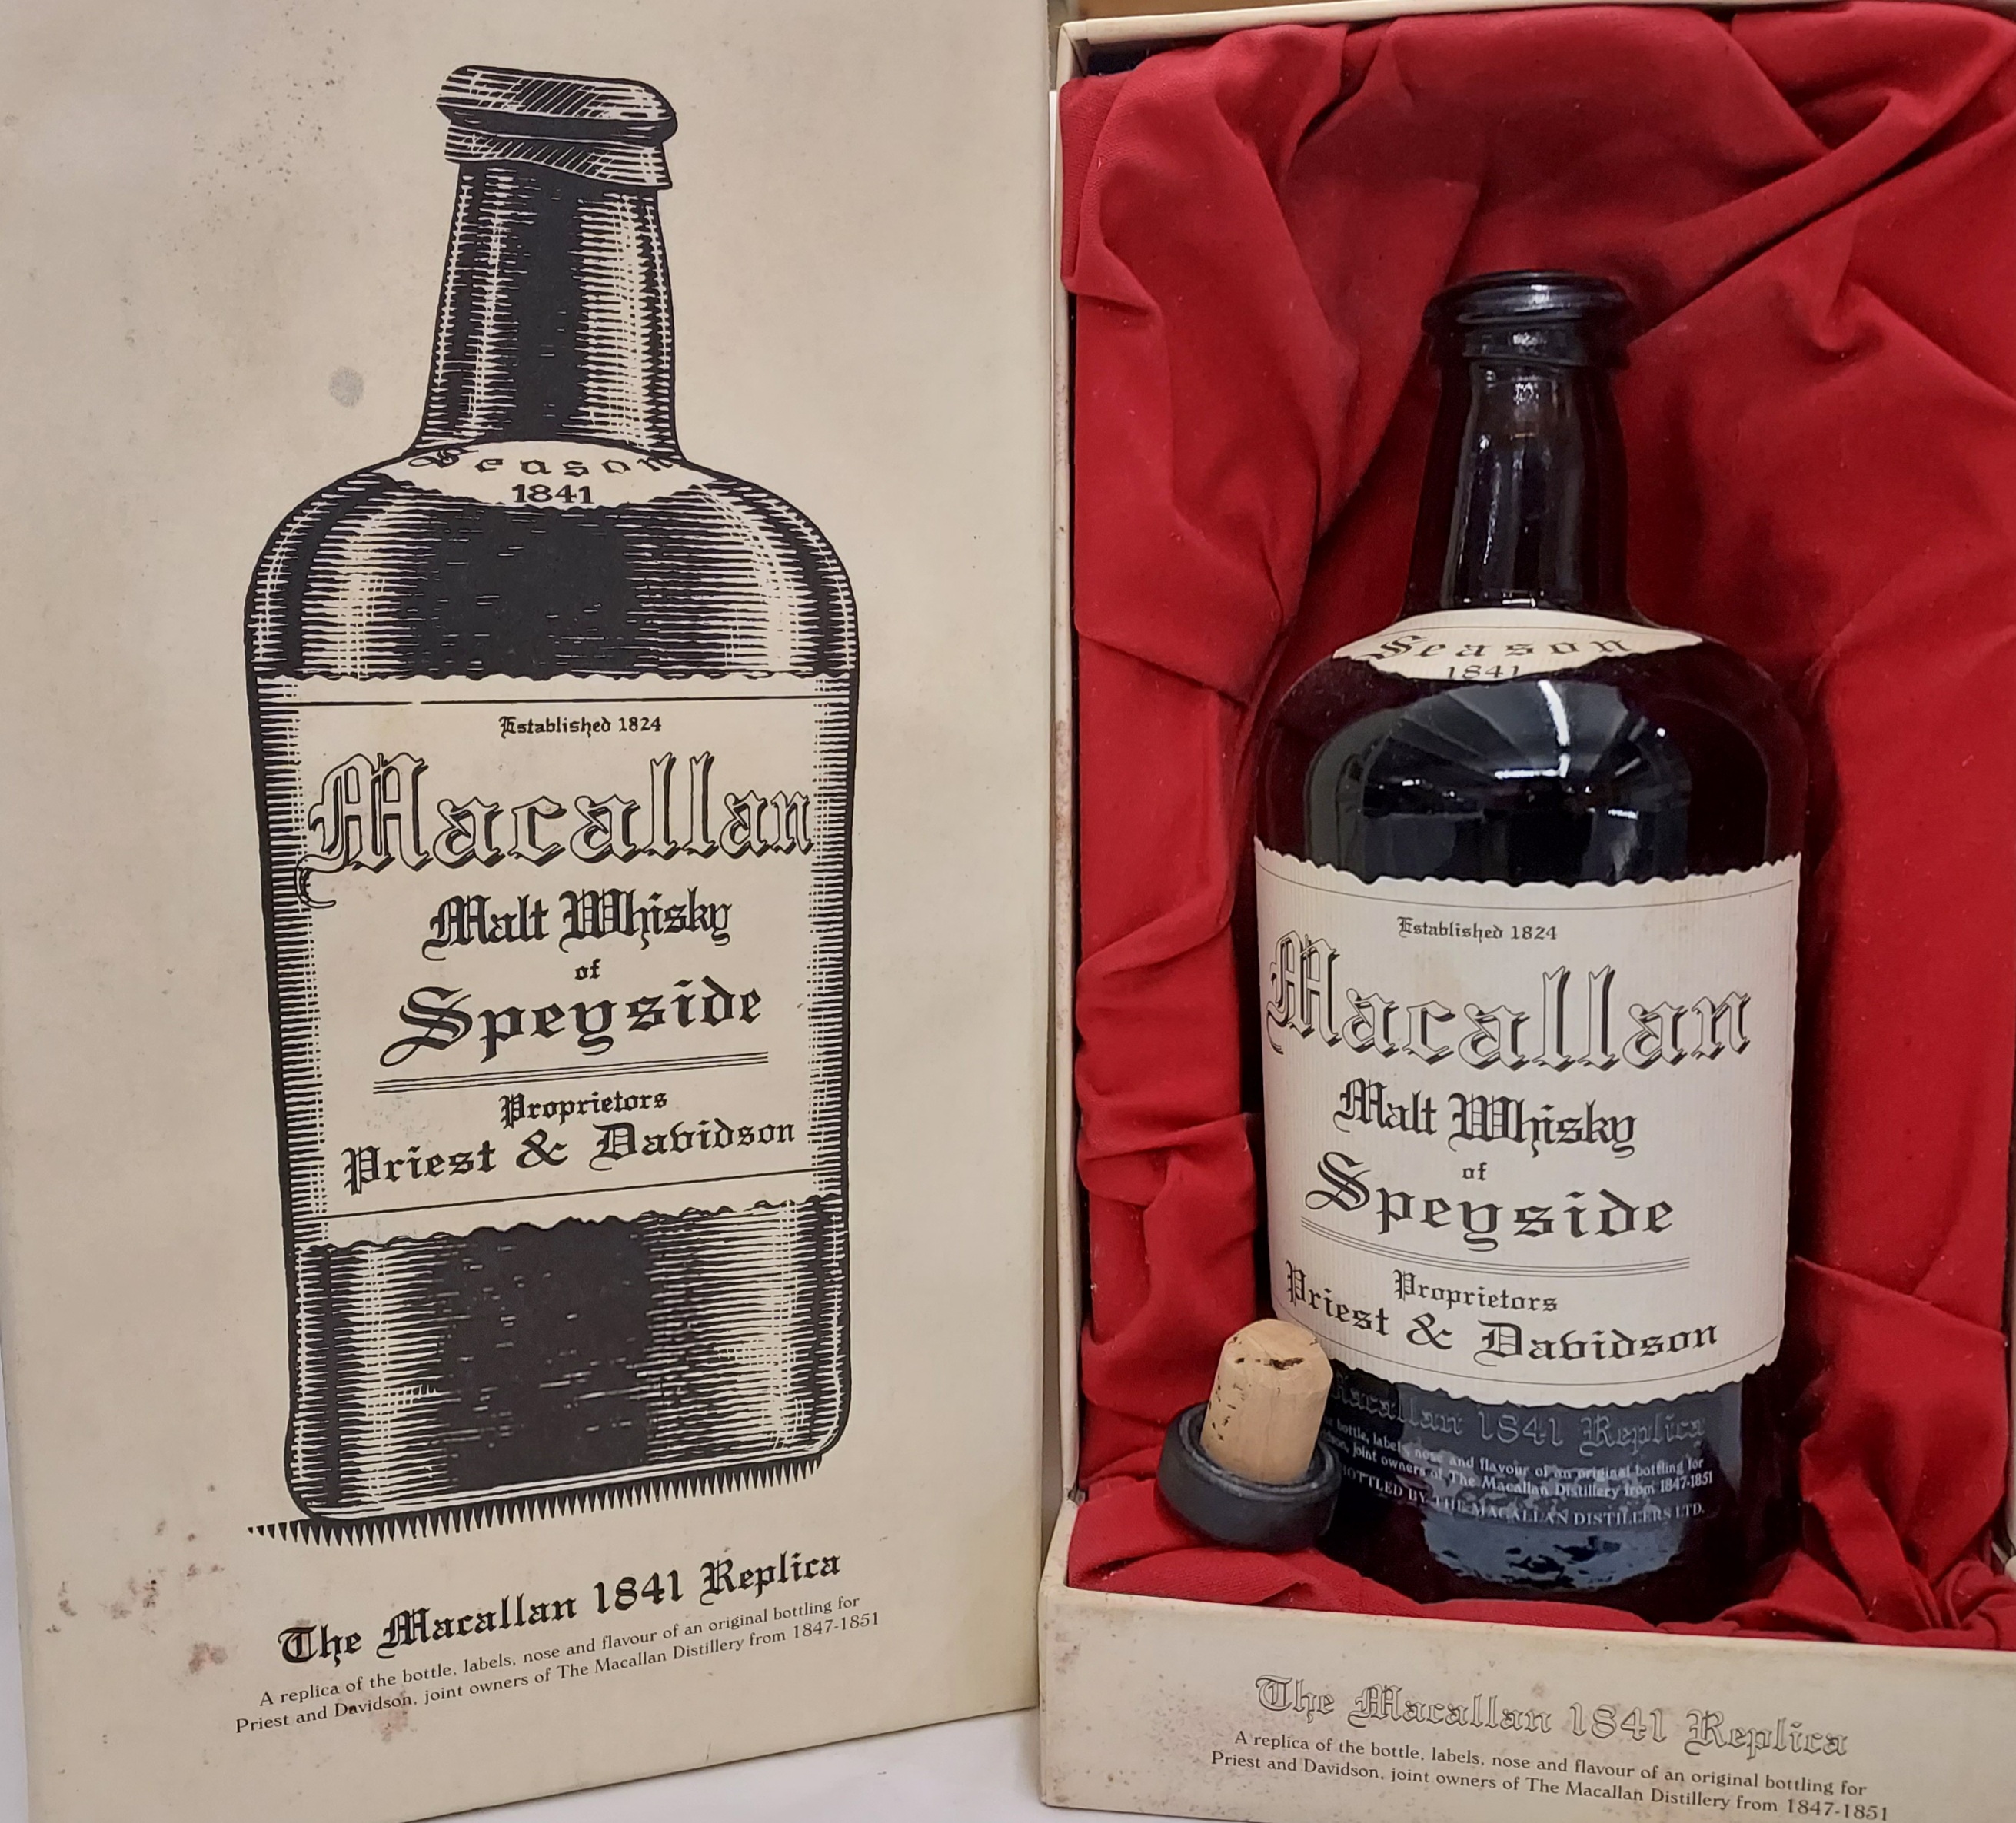 Season
1841
Established 1824
Macallan
Malt Whisky
of
Speyside
Proprietors
Priest & Davidson
The Macallan 1841 Replica
A replica of the bottle, labels, nose and flavour of an original bottling for
Priest and Davidson, joint owners of The Macallan Distillery from 1847-1851
Season
1841
Established 1824
Macallan
Malt Whisky
of
Speyside
Proprietors
Priest & Davidson
Macallan 1841 Replica
bottle, labels, nose and flavour of an original bottling for
joint owners of The Macallan Distillery from 1847-1851
BOTTLED BY THE MACALLAN DISTILLERS LTD.
The Macallan 1841 Replica
A replica of the bottle, labels, nose and flavour of an original bottling for
Priest and Davidson, joint owners of The Macallan Distillery from 1847-1851